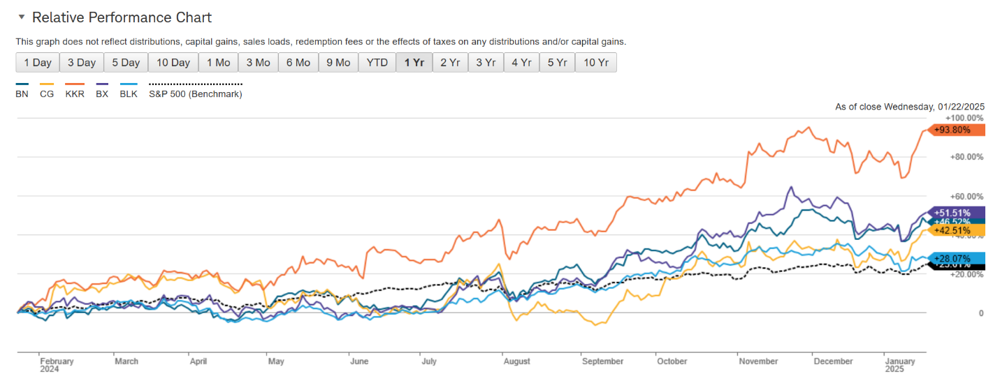 Relative Performance Chart
This graph does not reflect distributions, capital gains, sales loads, redemption fees or the effects of taxes on any distributions and/or capital gains.
1 Day 3 Day 5 Day 10 Day 1 Mo 3 Mo 6 Mo 9 Mo YTD 1 Yr 2 Yr 3 Yr 4 Yr 5 Yr 10 Yr
BN CG KKR BX BLK S&P 500 (Benchmark)
As of close Wednesday, 01/22/2025
+100.00%
+93.80%
+80.00%
+60.00%
+51.51%
+46.52%
+42.51%
+28.07%
+20.00%
0
February March April May June July August September October November December January
2024 2025